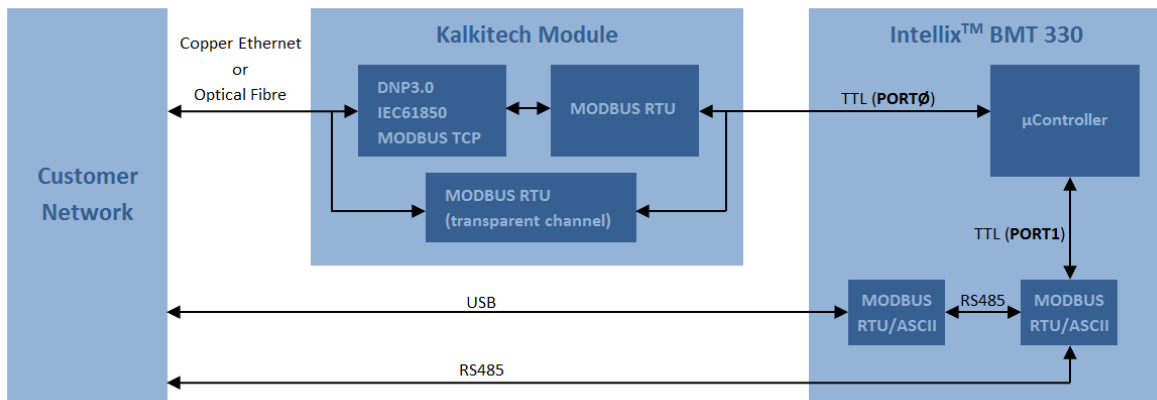 Customer
Network
Copper Ethernet
or
Optical Fibre
Kalkitech Module
DNP3.0
IEC61850
MODBUS TCP
MODBUS RTU
MODBUS RTU
(transparent channel)
Intellix™ BMT 330
TTL (PORTØ)
µController
TTL (PORT1)
USB
MODBUS
RTU/ASCII
RS485
MODBUS
RTU/ASCII
RS485